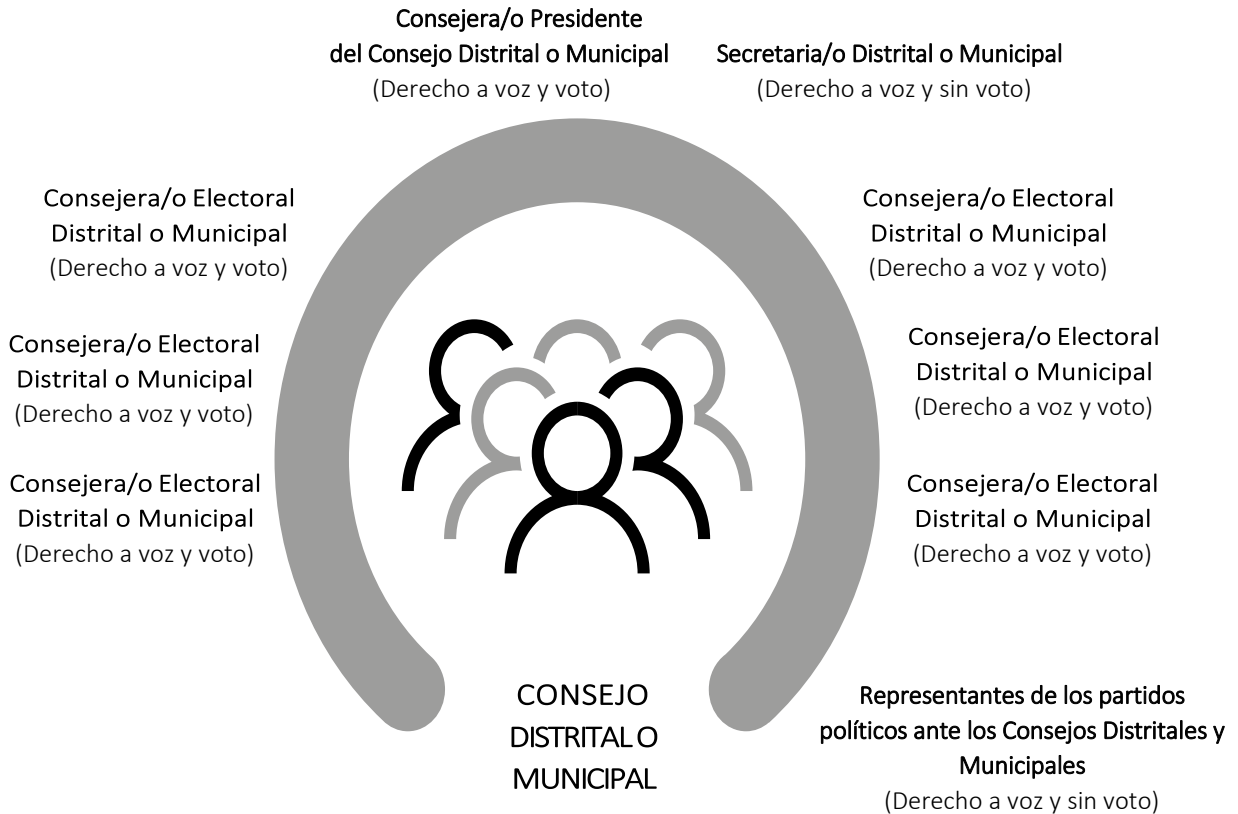 Consejera/o Presidente
del Consejo Distrital o Municipal
(Derecho a voz y voto)
Secretaria/o Distrital o Municipal
(Derecho a voz y sin voto)
Consejera/o Electoral
Distrital o Municipal
(Derecho a voz y voto)
Consejera/o Electoral
Distrital o Municipal
(Derecho a voz y voto)
Consejera/o Electoral
Distrital o Municipal
(Derecho a voz y voto)
Consejera/o Electoral
Distrital o Municipal
(Derecho a voz y voto)
Consejera/o Electoral
Distrital o Municipal
(Derecho a voz y voto)
Consejera/o Electoral
Distrital o Municipal
(Derecho a voz y voto)
CONSEJO
DISTRITAL O
MUNICIPAL
Representantes de los partidos
políticos ante los Consejos Distritales y
Municipales
(Derecho a voz y sin voto)